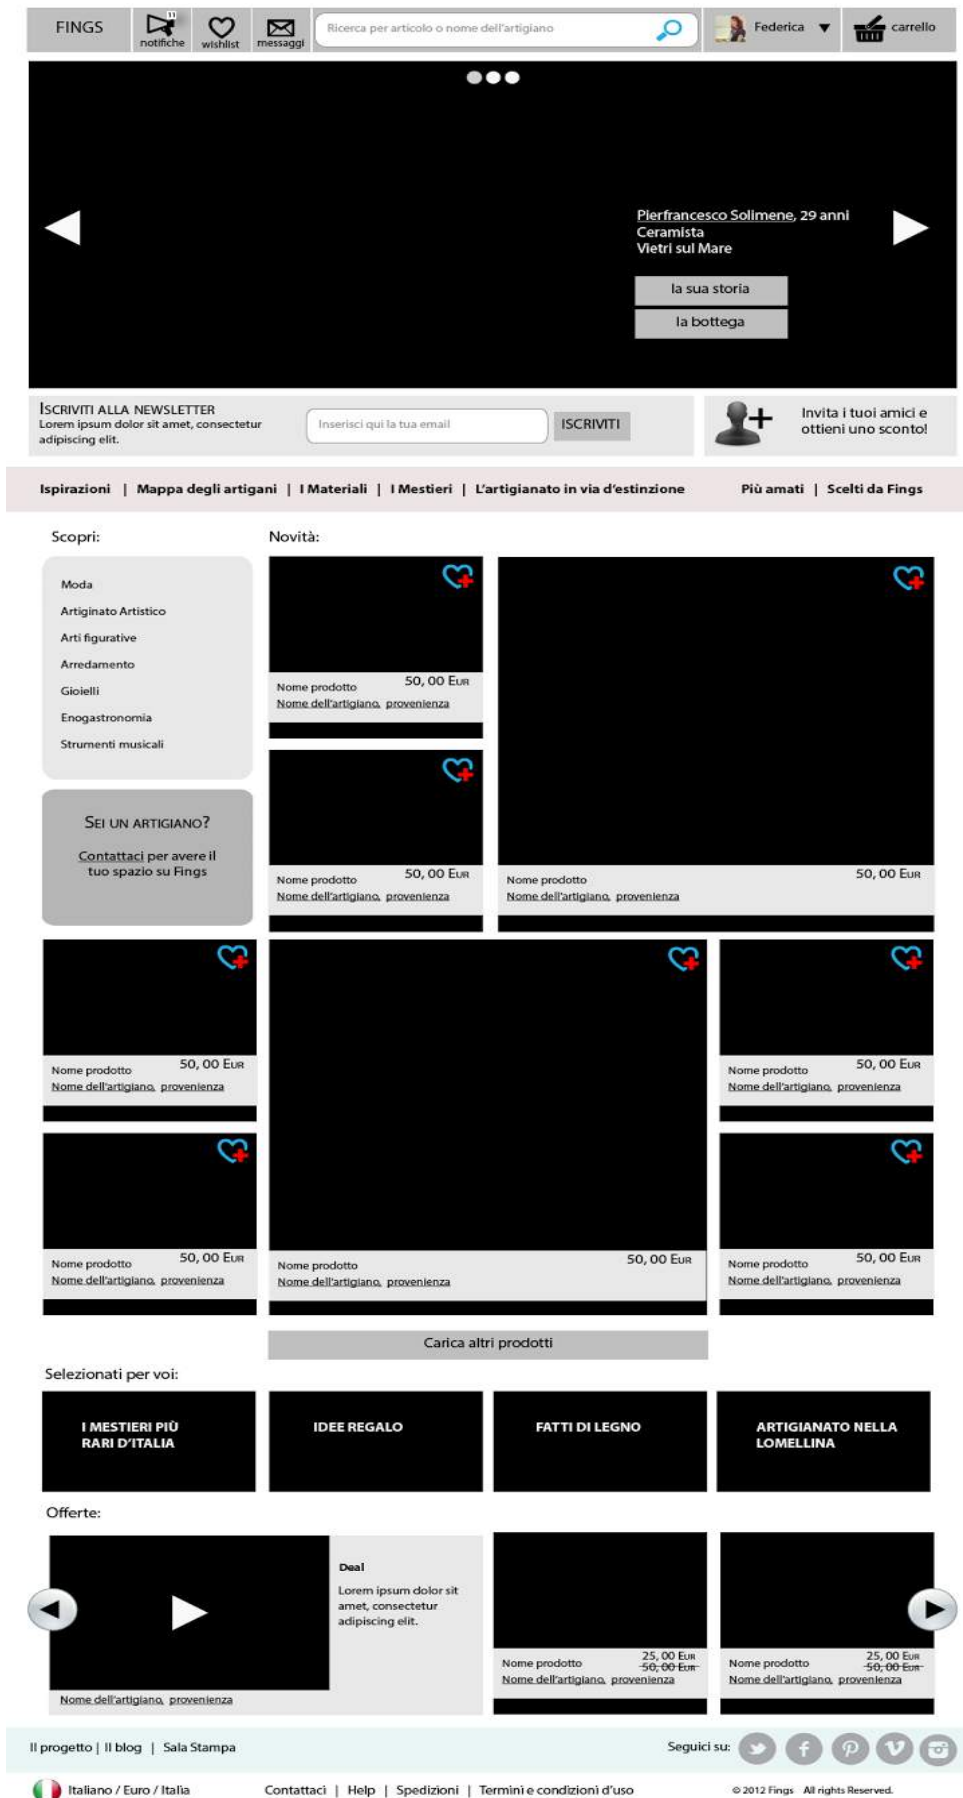 FINGS
11
notifiche
wishlist
messaggi
Ricerca per articolo o nome dell'artigiano
Federica
carrello
Pierfrancesco Solimene, 29 anni
Ceramista
Vietri sul Mare
la sua storia
la bottega
ISCRIVITI ALLA NEWSLETTER
Lorem ipsum dolor sit amet, consectetur
adipiscing elit.
Inserisci qui la tua email
ISCRIVITI
Invita i tuoi amici e
ottieni uno sconto!
Ispirazioni | Mappa degli artigani | I Materiali | I Mestieri | L'artigianato in via d'estinzione
Più amati | Scelti da Fings
Scopri:
Moda
Artiginato Artistico
Arti figurative
Arredamento
Gioielli
Enogastronomia
Strumenti musicali
SEI UN ARTIGIANO?
Contattaci per avere il
tuo spazio su Fings
Novità:
Nome prodotto 50, 00 EUR
Nome dell'artigiano, provenienza
Nome prodotto 50, 00 EUR
Nome dell'artigiano, provenienza
Nome prodotto 50, 00 EUR
Nome dell'artigiano, provenienza
Nome prodotto 50, 00 EUR
Nome dell'artigiano, provenienza
Nome prodotto 50, 00 EUR
Nome dell'artigiano, provenienza
Nome prodotto 50, 00 EUR
Nome dell'artigiano, provenienza
Nome prodotto 50, 00 EUR
Nome dell'artigiano, provenienza
Nome prodotto 50, 00 EUR
Nome dell'artigiano, provenienza
Carica altri prodotti
Selezionati per voi:
I MESTIERI PIÙ
RARI D'ITALIA
IDEE REGALO
FATTI DI LEGNO
ARTIGIANATO NELLA
LOMELLINA
Offerte:
Deal
Lorem ipsum dolor sit
amet, consectetur
adipiscing elit.
Nome dell'artigiano, provenienza
25, 00 EUR
Nome prodotto 50, 00 EUR
Nome dell'artigiano, provenienza
25, 00 EUR
Nome prodotto 50, 00 EUR
Nome dell'artigiano, provenienza
Il progetto | Il blog | Sala Stampa
Seguici su:
Italiano / Euro / Italia
Contattaci | Help | Spedizioni | Termini e condizioni d'uso
© 2012 Fings All rights Reserved.